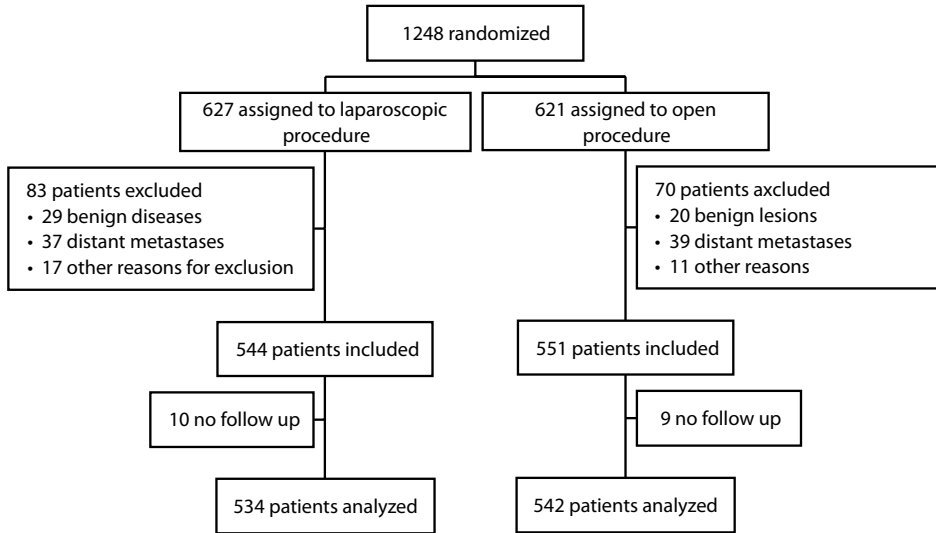 1248 randomized
627 assigned to laparoscopic
procedure
621 assigned to open
procedure
83 patients excluded
• 29 benign diseases
• 37 distant metastases
• 17 other reasons for exclusion
70 patients axcluded
• 20 benign lesions
• 39 distant metastases
• 11 other reasons
544 patients included
551 patients included
10 no follow up
9 no follow up
534 patients analyzed
542 patients analyzed